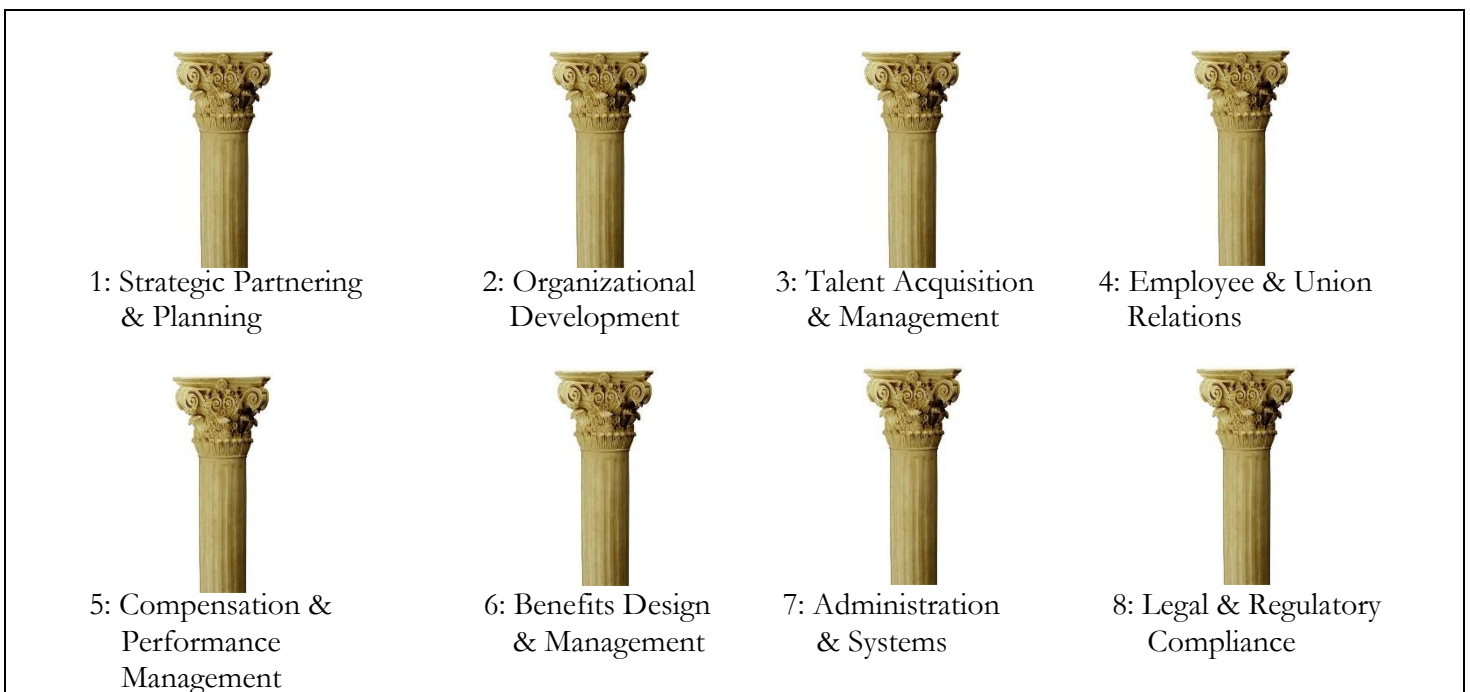 1: Strategic Partnering
& Planning
2: Organizational
Development
3: Talent Acquisition
& Management
4: Employee & Union
Relations
5: Compensation &
Performance
Management
6: Benefits Design
& Management
7: Administration
& Systems
8: Legal & Regulatory
Compliance